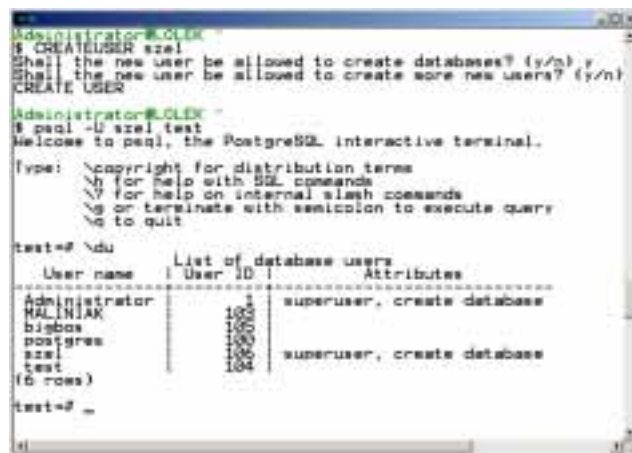 Administrator@LOLEK ~
$ CREATEUSER szel
Shall the new user be allowed to create databases? (y/n) y
Shall the new user be allowed to create more new users? (y/n)
CREATE USER
Administrator@LOLEK ~
$ psql -U szel test
Welcome to psql, the PostgreSQL interactive terminal.
Type: \copyright for distribution terms
\h for help with SQL commands
\? for help on internal slash commands
\g or terminate with semicolon to execute query
\q to quit
test=# \du
List of database users
User name | User ID | Attributes
Administrator | 1 | superuser, create database
MALINIAK | 103 |
bigbos | 105 |
postgres | 100 |
szel | 106 | superuser, create database
test | 104 |
(6 rows)
test=# _